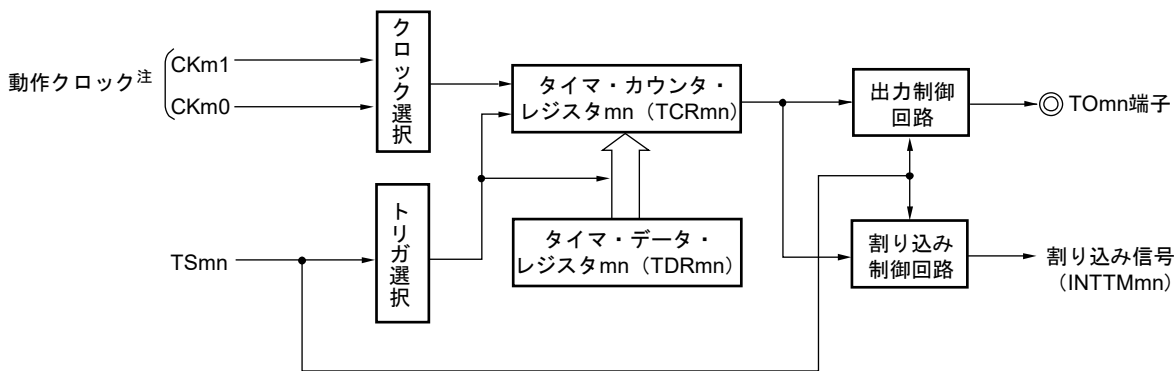 動作クロック注
CKm1
CKm0
クロック選択
タイマ・カウンタ・
レジスタmn（TCRmn）
出力制御
回路
TOmn端子
TSmn
トリガ選択
タイマ・データ・
レジスタmn（TDRmn）
割り込み
制御回路
割り込み信号
（INTTMmn）